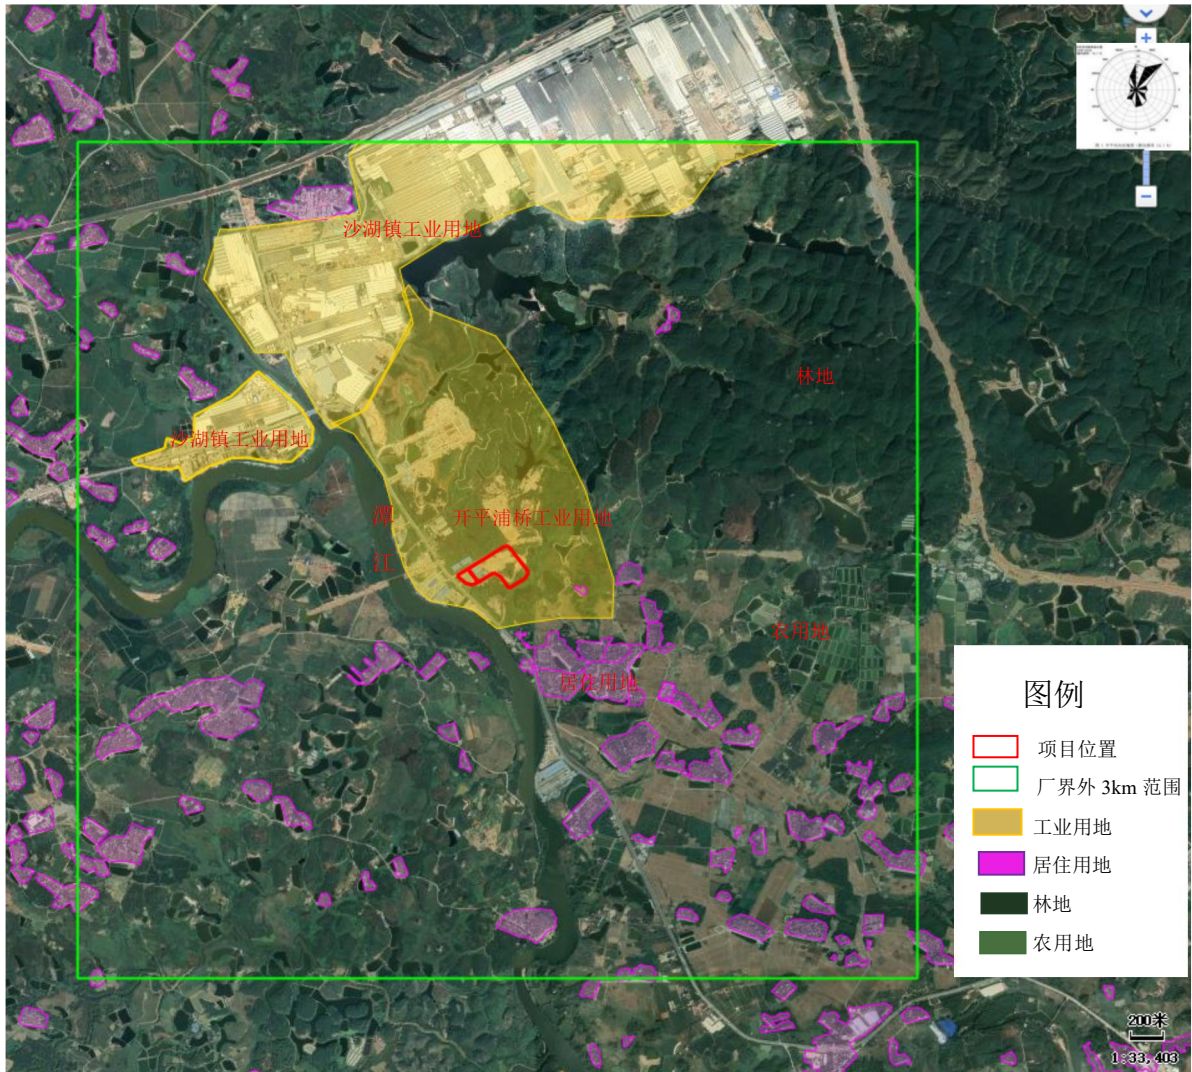 沙湖镇工业用地
林地
沙湖镇工业用地
开平浦桥工业用地
潭
江
农用地
居住用地
图例
项目位置
厂界外 3km 范围
工业用地
居住用地
林地
农用地
200米
1:33,403